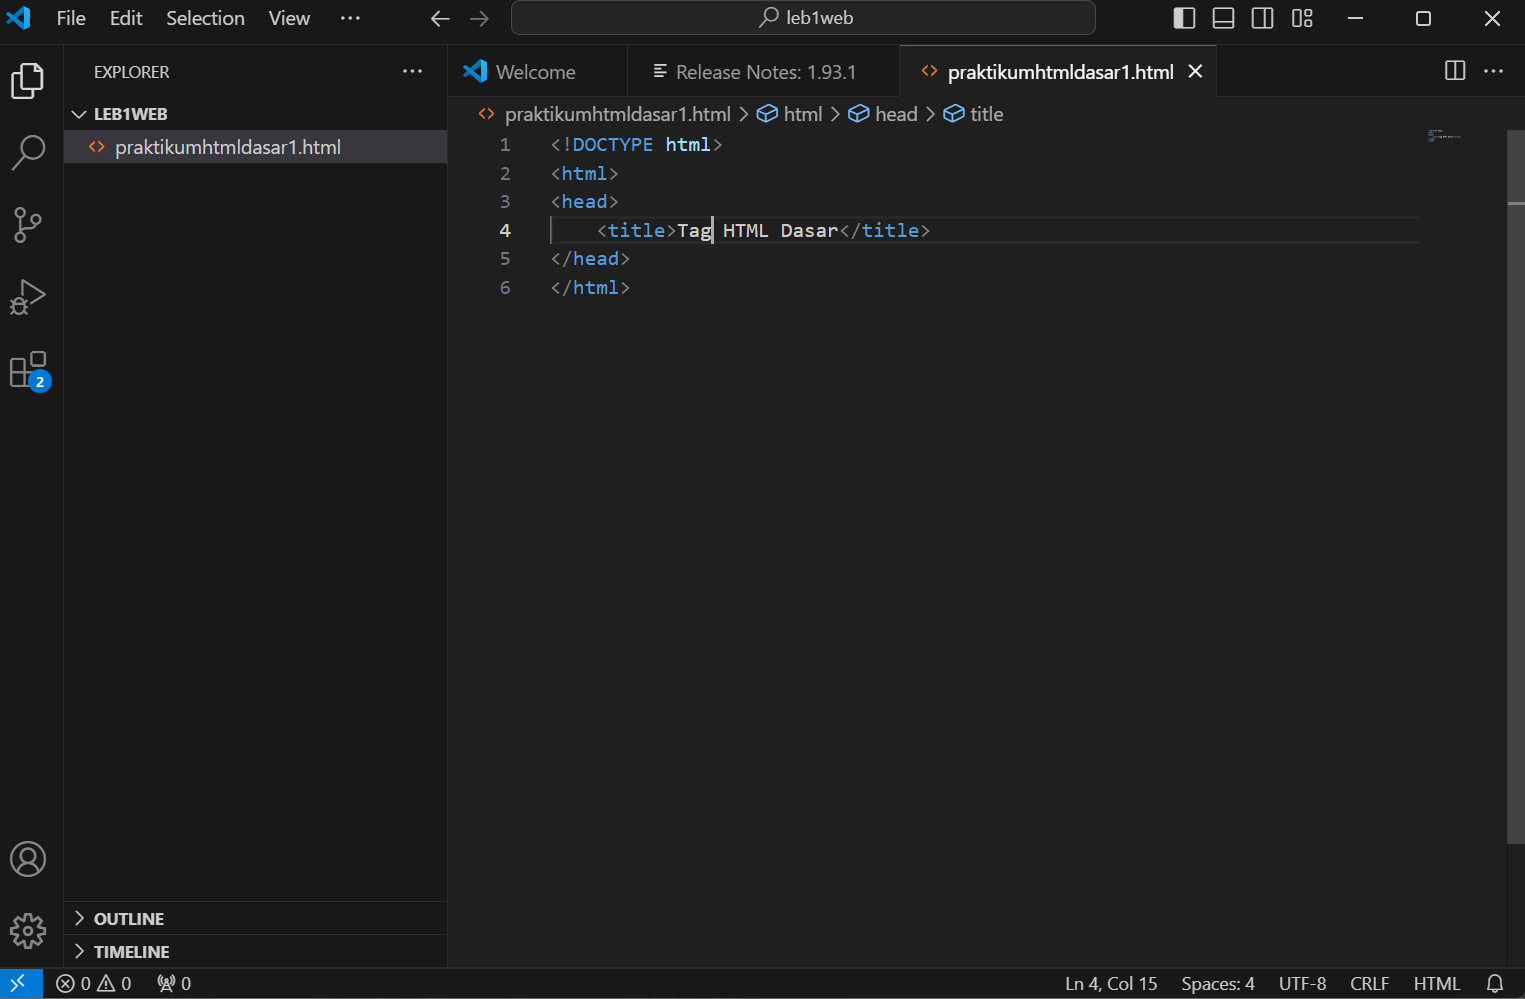 File Edit Selection View ··· leb1web
EXPLORER ···
LEB1WEB
praktikumhtmldasar1.html
Welcome Release Notes: 1.93.1 praktikumhtmldasar1.html
praktikumhtmldasar1.html > html > head > title
1 <!DOCTYPE html>
2 <html>
3 <head>
4     <title>Tag HTML Dasar</title>
5 </head>
6 </html>
2
OUTLINE
TIMELINE
0 0 0 Ln 4, Col 15 Spaces: 4 UTF-8 CRLF HTML